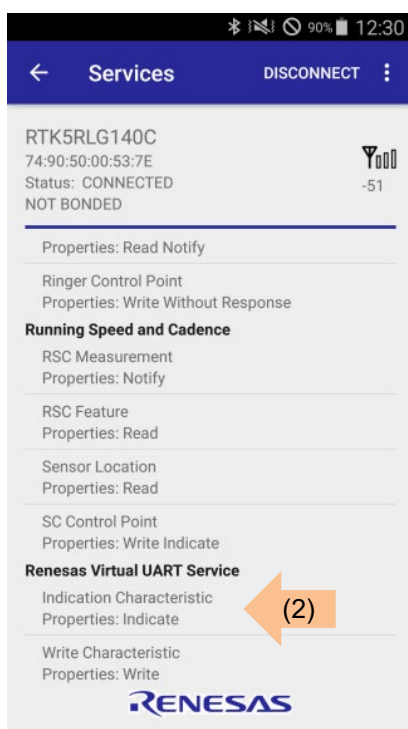 90% 12:30
Services DISCONNECT
RTK5RLG140C
74:90:50:00:53:7E
Status: CONNECTED
-51
NOT BONDED
Properties: Read Notify
Ringer Control Point
Properties: Write Without Response
Running Speed and Cadence
RSC Measurement
Properties: Notify
RSC Feature
Properties: Read
Sensor Location
Properties: Read
SC Control Point
Properties: Write Indicate
Renesas Virtual UART Service
Indication Characteristic
Properties: Indicate
(2)
Write Characteristic
Properties: Write
RENESAS